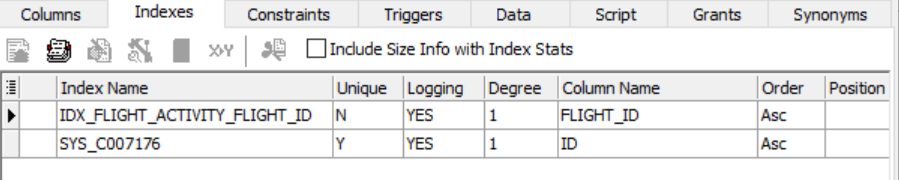 Columns Indexes Constraints Triggers Data Script Grants Synonyms
Include Size Info with Index Stats
Index Name Unique Logging Degree Column Name Order Position
IDX_FLIGHT_ACTIVITY_FLIGHT_ID N YES 1 FLIGHT_ID Asc
SYS_C007176 Y YES 1 ID Asc